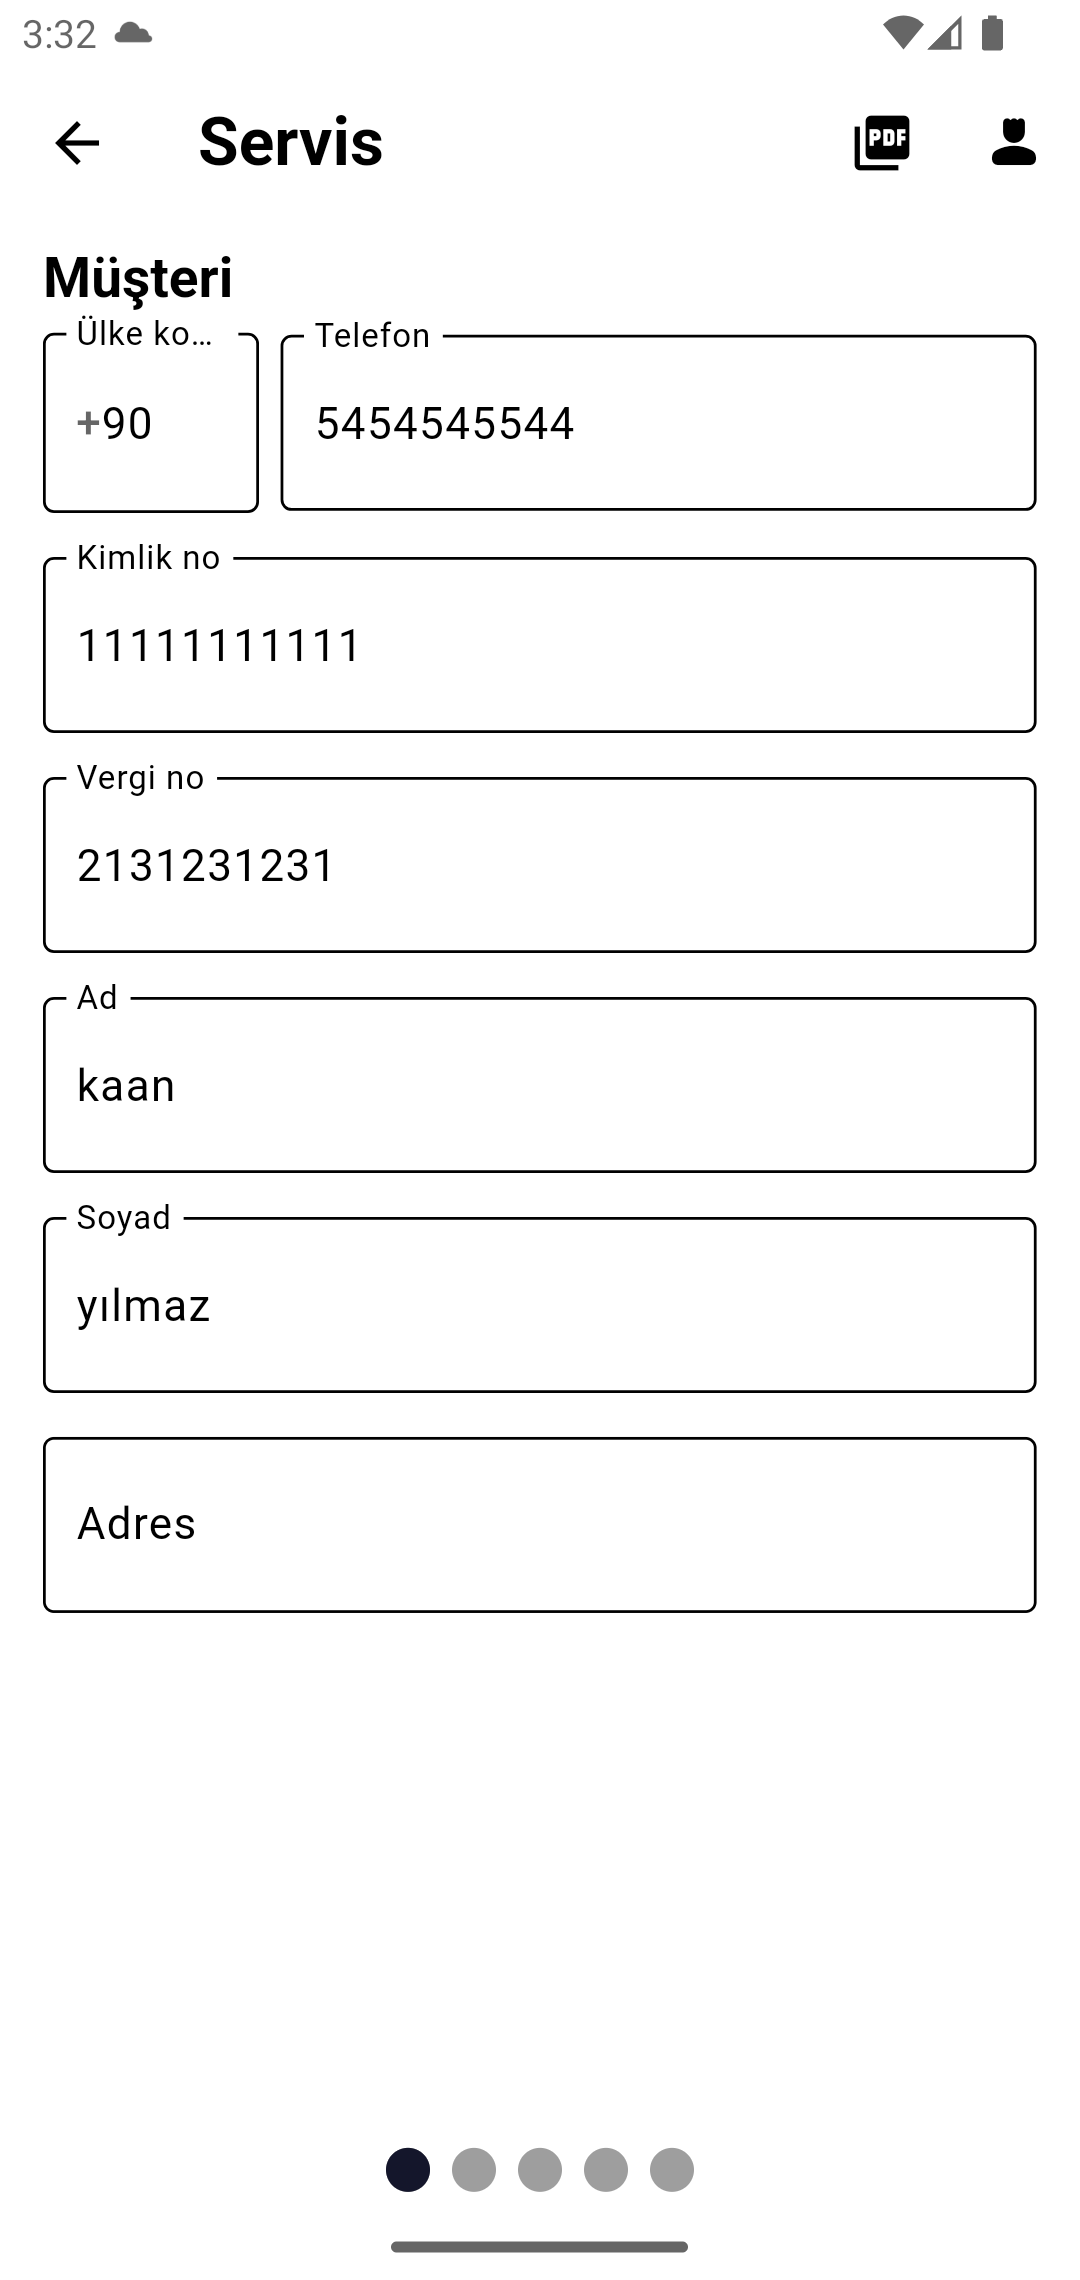 3:32
Servis
PDF
Müşteri
Ülke ko...
Telefon
+90
5454545544
Kimlik no
11111111111
Vergi no
2131231231
Ad
kaan
Soyad
yılmaz
Adres